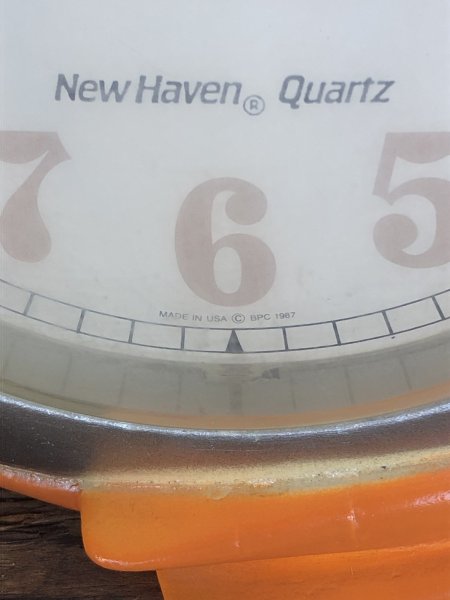 New Haven® Quartz
7 6 5
MADE IN USA © BPC 1987